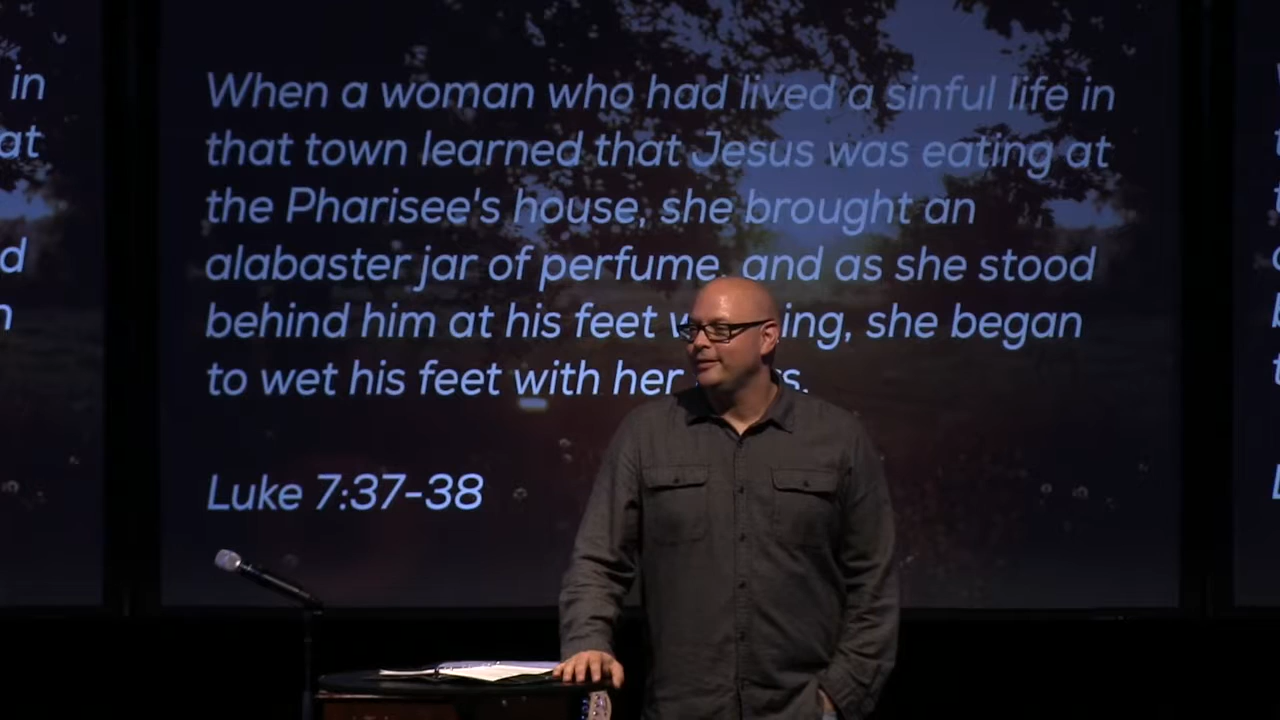 in
at
d
n
When a woman who had lived a sinful life in
that town learned that Jesus was eating at
the Pharisee's house, she brought an
alabaster jar of perfume, and as she stood
behind him at his feet ing, she began
to wet his feet with her
Luke 7:37-38